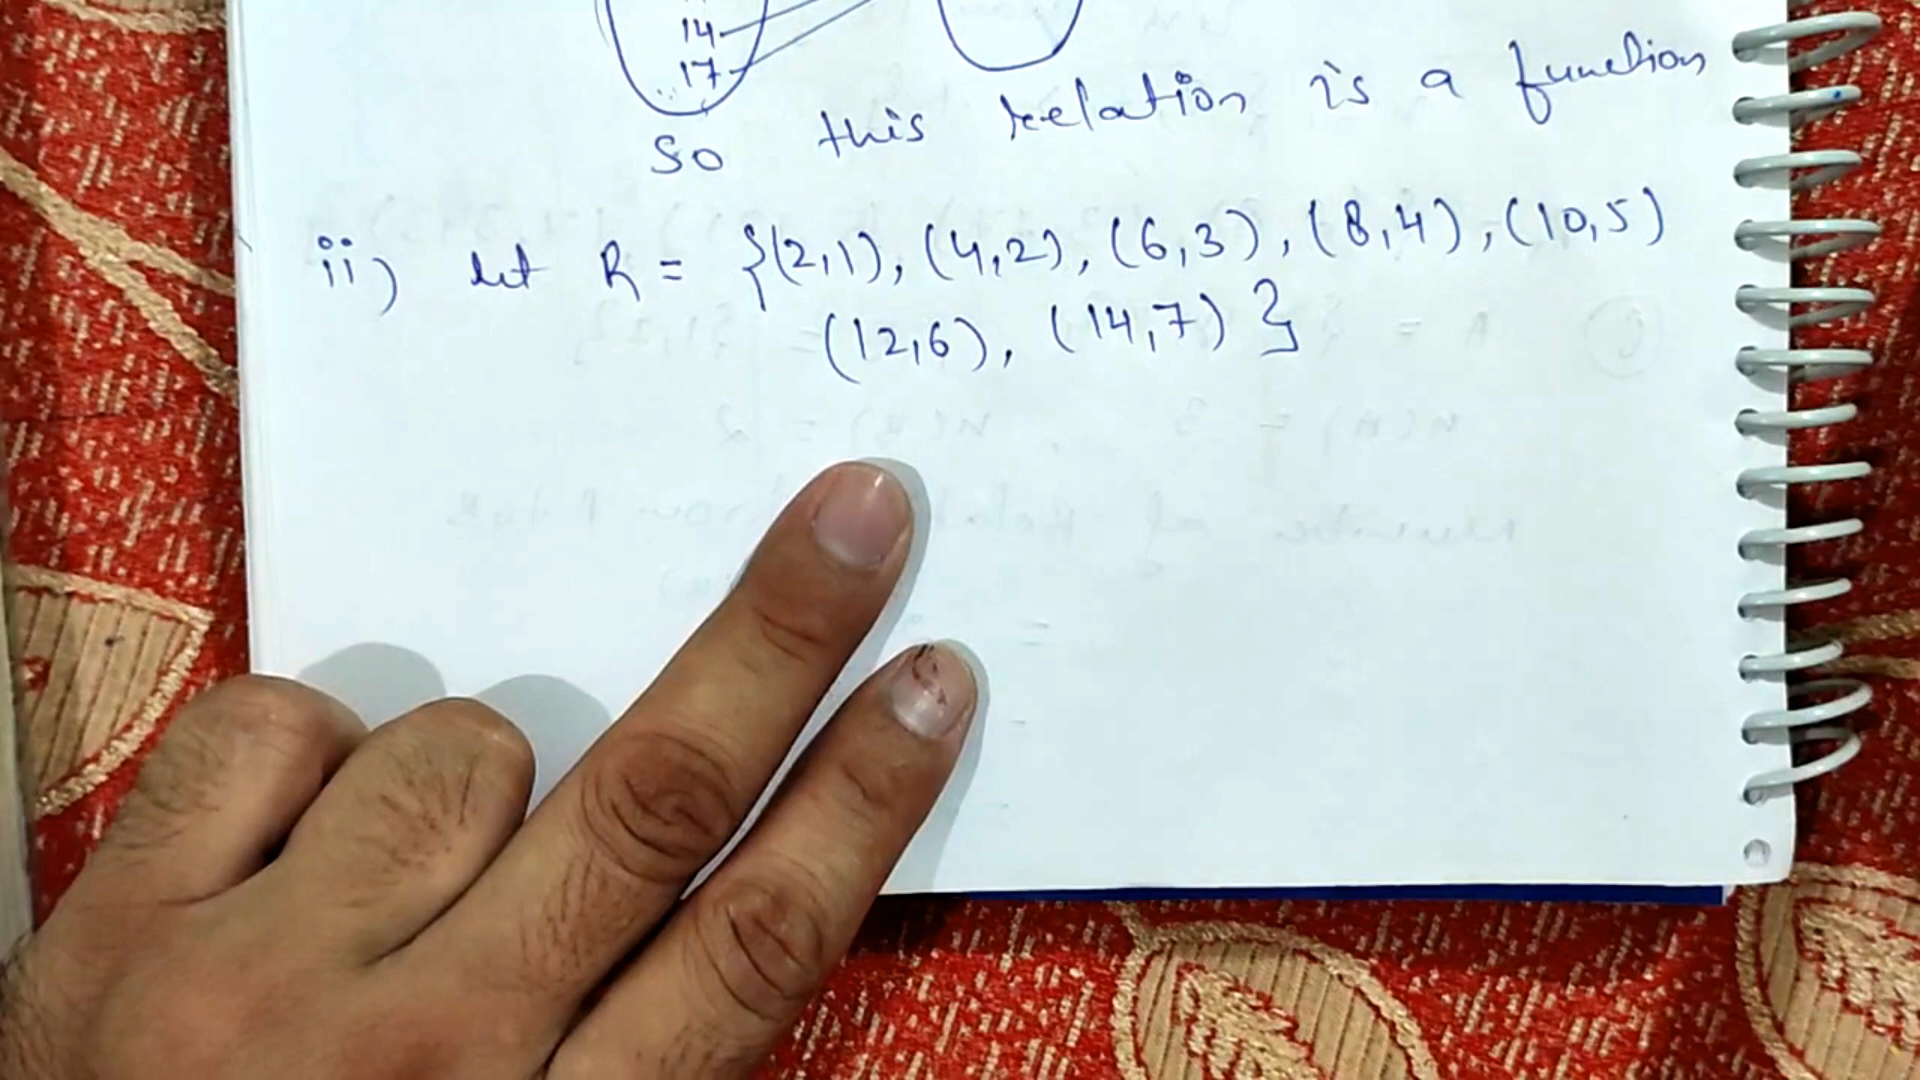 14
17
So this relation is a function
ii) let R = {(2,1), (4,2), (6,3), (8,4), (10,5)
(12,6), (14,7) }